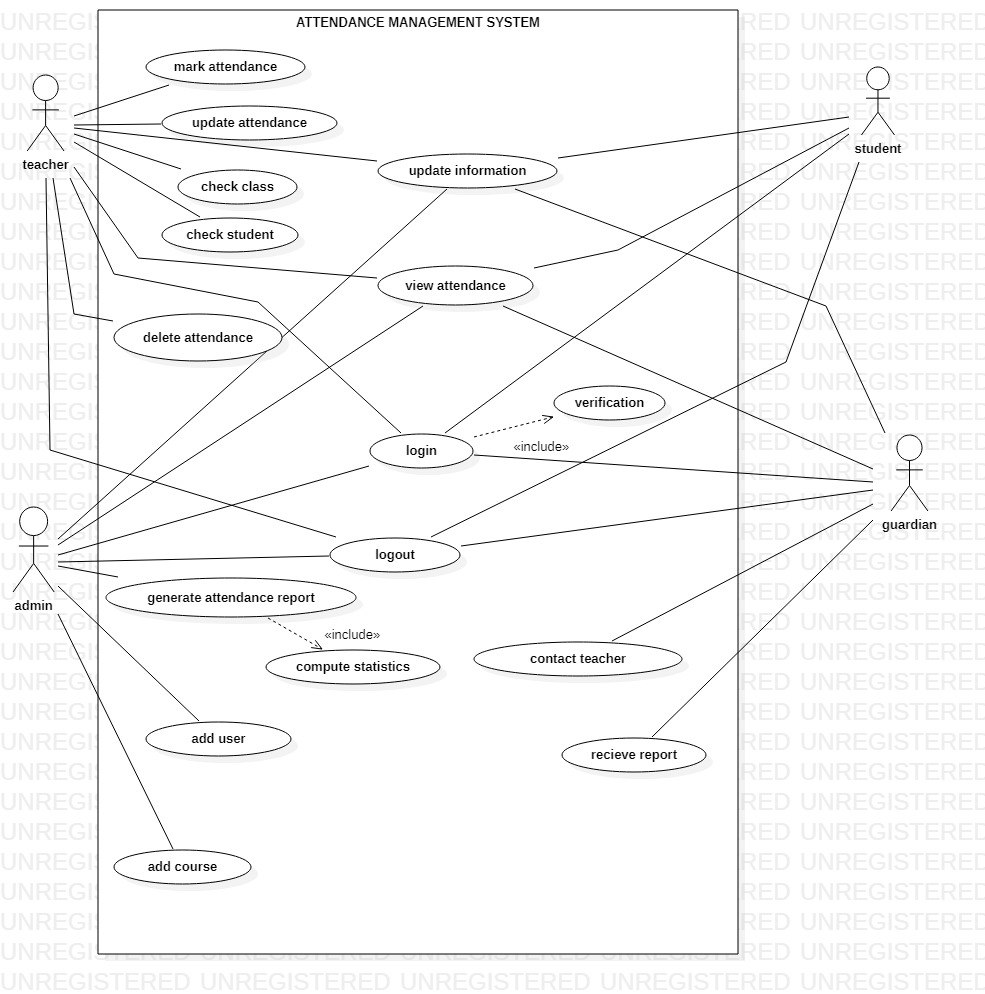 ATTENDANCE MANAGEMENT SYSTEM
mark attendance
update attendance
teacher
student
update information
check class
check student
view attendance
delete attendance
verification
«include»
login
guardian
logout
admin
generate attendance report
«include»
compute statistics
contact teacher
add user
recieve report
add course
UNREGISTERED UNREGISTERED UNREGISTERED UNREGISTERED UNREGISTERED